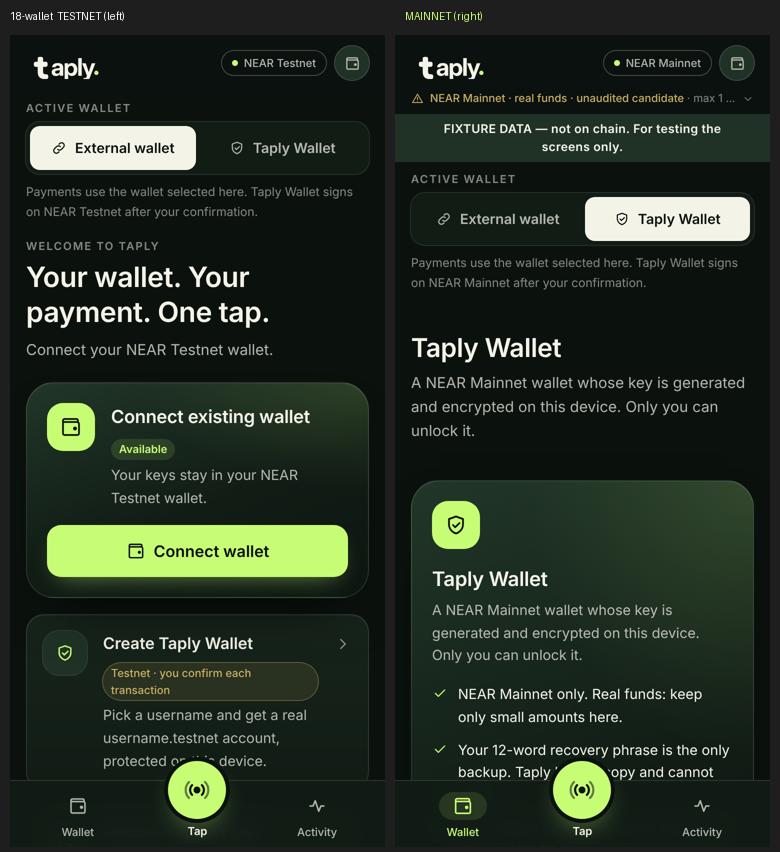 18-wallet TESTNET (left)
taply.
NEAR Testnet
ACTIVE WALLET
External wallet
Taply Wallet
Payments use the wallet selected here. Taply Wallet signs
on NEAR Testnet after your confirmation.
WELCOME TO TAPLY
Your wallet. Your
payment. One tap.
Connect your NEAR Testnet wallet.
Connect existing wallet
Available
Your keys stay in your NEAR
Testnet wallet.
Connect wallet
Create Taply Wallet
Testnet · you confirm each
transaction
Pick a username and get a real
username.testnet account,
protected on this device.
Wallet
Tap
Activity
MAINNET (right)
taply.
NEAR Mainnet
NEAR Mainnet · real funds · unaudited candidate · max 1 ...
FIXTURE DATA — not on chain. For testing the
screens only.
ACTIVE WALLET
External wallet
Taply Wallet
Payments use the wallet selected here. Taply Wallet signs
on NEAR Mainnet after your confirmation.
Taply Wallet
A NEAR Mainnet wallet whose key is generated
and encrypted on this device. Only you can
unlock it.
Taply Wallet
A NEAR Mainnet wallet whose key is
generated and encrypted on this device.
Only you can unlock it.
NEAR Mainnet only. Real funds: keep
only small amounts here.
Your 12-word recovery phrase is the only
backup. Taply copy and cannot
Wallet
Tap
Activity